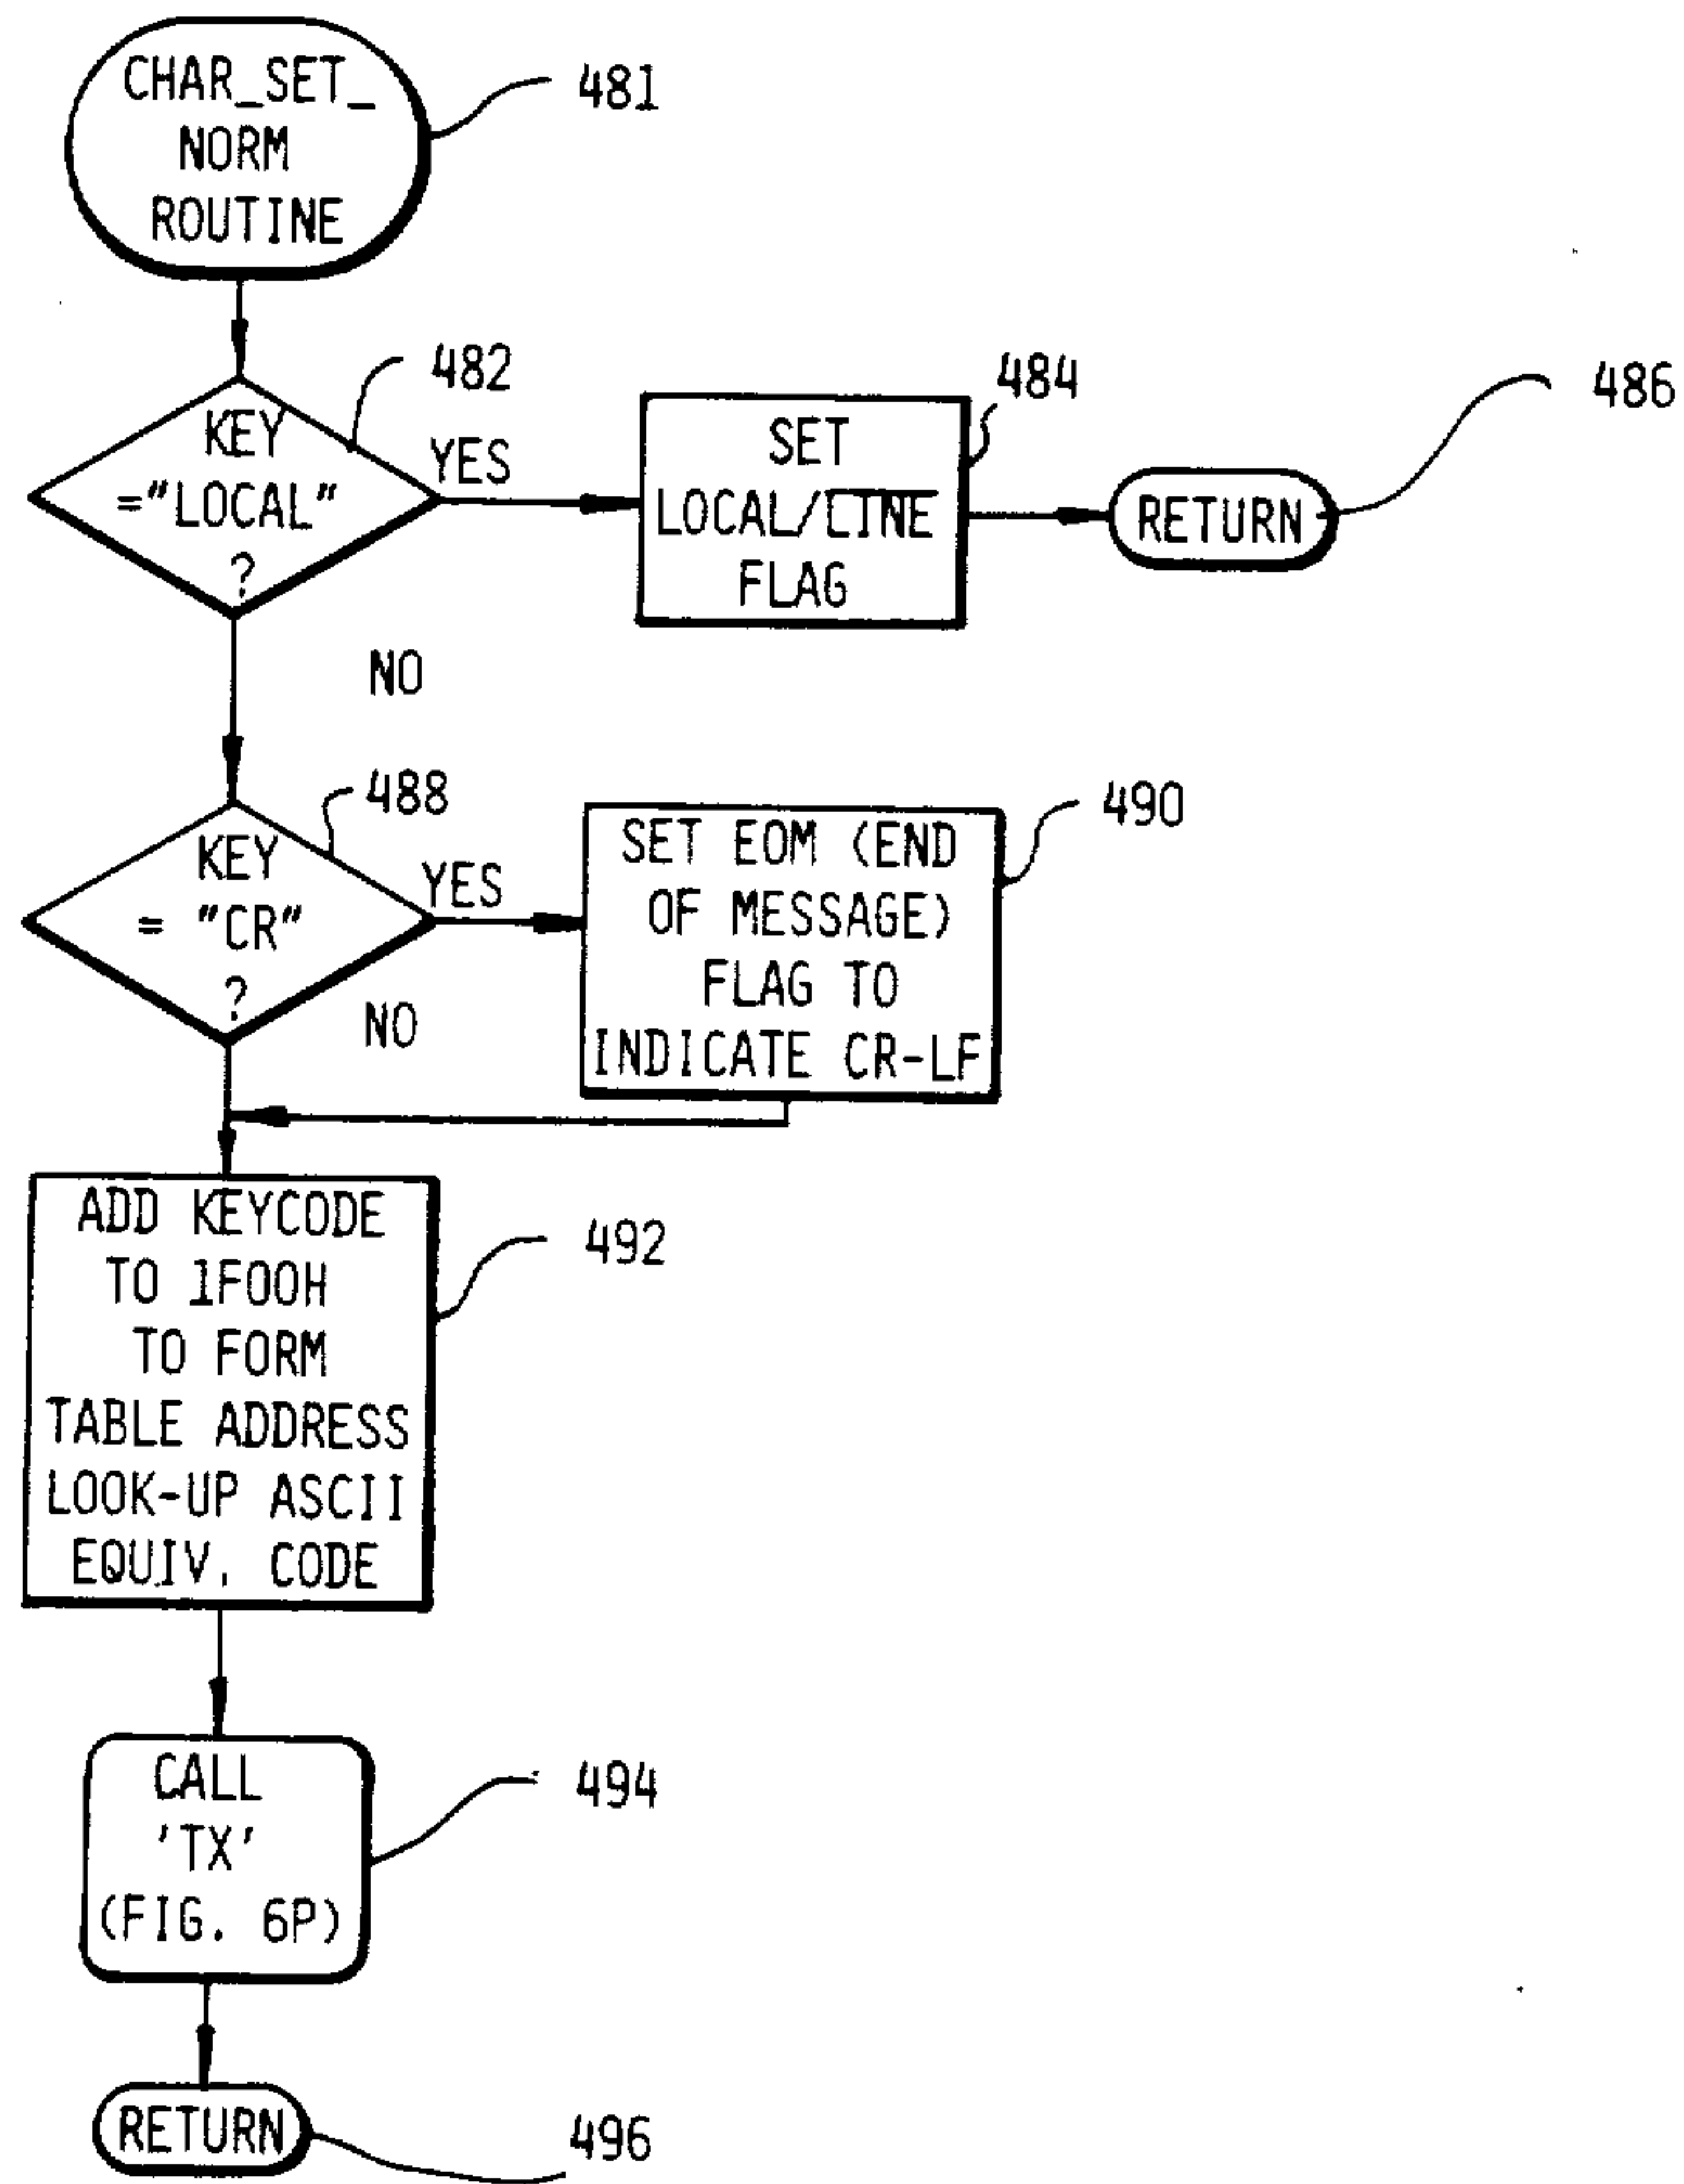 CHAR_SET_
NORM
ROUTINE
481
KEY
="LOCAL"
?
482
YES
SET
LOCAL/LINE
FLAG
484
RETURN
486
NO
KEY
= "CR"
?
488
YES
SET EOM (END
OF MESSAGE)
FLAG TO
INDICATE CR-LF
490
NO
ADD KEYCODE
TO 1F00H
TO FORM
TABLE ADDRESS
LOOK-UP ASCII
EQUIV. CODE
492
CALL
'TX'
(FIG. 6P)
494
RETURN
496